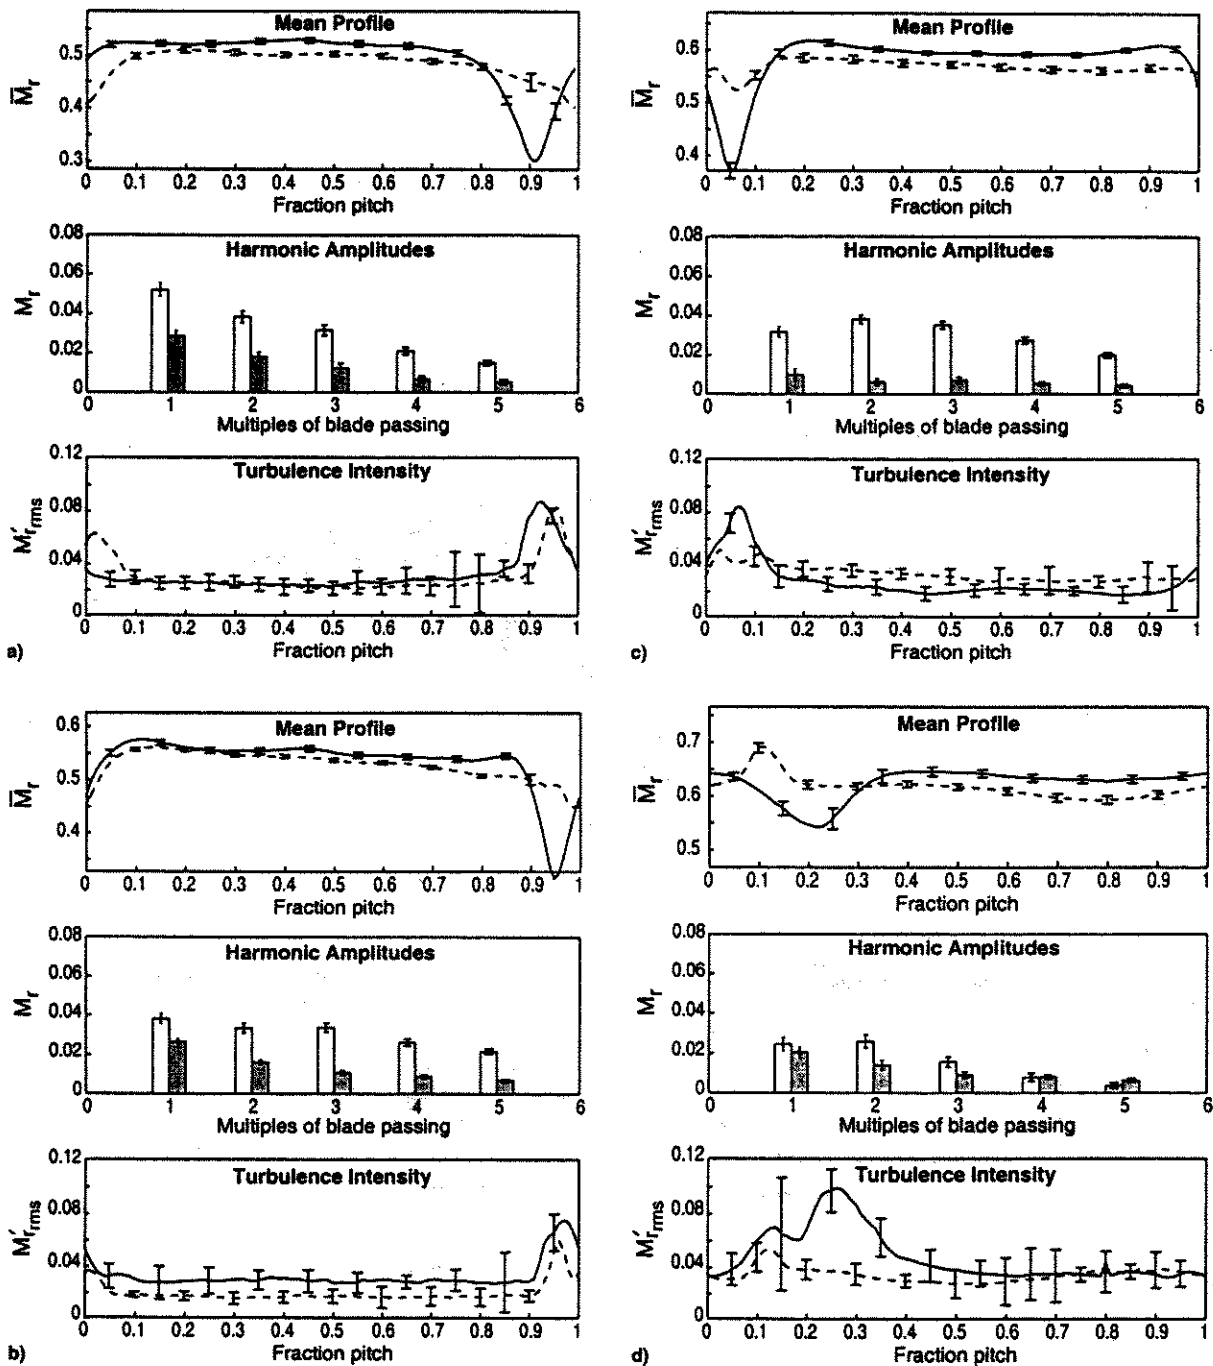 Mean Profile
M̄r
0.5
0.4
0.3
0 0.1 0.2 0.3 0.4 0.5 0.6 0.7 0.8 0.9 1
Fraction pitch
Harmonic Amplitudes
Mr
0.08
0.06
0.04
0.02
0
0 1 2 3 4 5 6
Multiples of blade passing
Turbulence Intensity
M′rrms
0.12
0.08
0.04
0
0 0.1 0.2 0.3 0.4 0.5 0.6 0.7 0.8 0.9 1
Fraction pitch
a)
Mean Profile
M̄r
0.6
0.5
0.4
0 0.1 0.2 0.3 0.4 0.5 0.6 0.7 0.8 0.9 1
Fraction pitch
Harmonic Amplitudes
Mr
0.08
0.06
0.04
0.02
0
0 1 2 3 4 5 6
Multiples of blade passing
Turbulence Intensity
M′rrms
0.12
0.08
0.04
0
0 0.1 0.2 0.3 0.4 0.5 0.6 0.7 0.8 0.9 1
Fraction pitch
c)
Mean Profile
M̄r
0.6
0.5
0.4
0 0.1 0.2 0.3 0.4 0.5 0.6 0.7 0.8 0.9 1
Fraction pitch
Harmonic Amplitudes
Mr
0.08
0.06
0.04
0.02
0
0 1 2 3 4 5 6
Multiples of blade passing
Turbulence Intensity
M′rrms
0.12
0.08
0.04
0
0 0.1 0.2 0.3 0.4 0.5 0.6 0.7 0.8 0.9 1
Fraction pitch
b)
Mean Profile
M̄r
0.7
0.6
0.5
0 0.1 0.2 0.3 0.4 0.5 0.6 0.7 0.8 0.9 1
Fraction pitch
Harmonic Amplitudes
Mr
0.08
0.06
0.04
0.02
0
0 1 2 3 4 5 6
Multiples of blade passing
Turbulence Intensity
M′rrms
0.12
0.08
0.04
0
0 0.1 0.2 0.3 0.4 0.5 0.6 0.7 0.8 0.9 1
Fraction pitch
d)